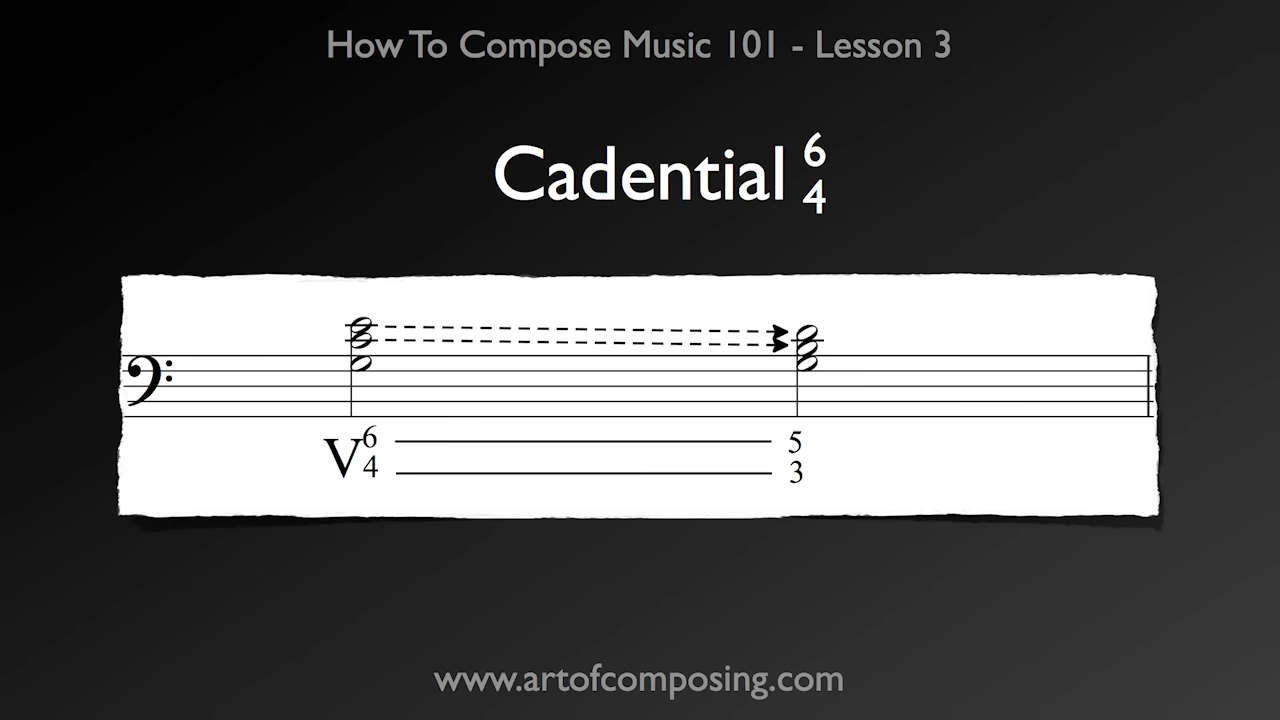 How To Compose Music 101 - Lesson 3
Cadential 6
4
V6 5
4 3
www.artofcomposing.com